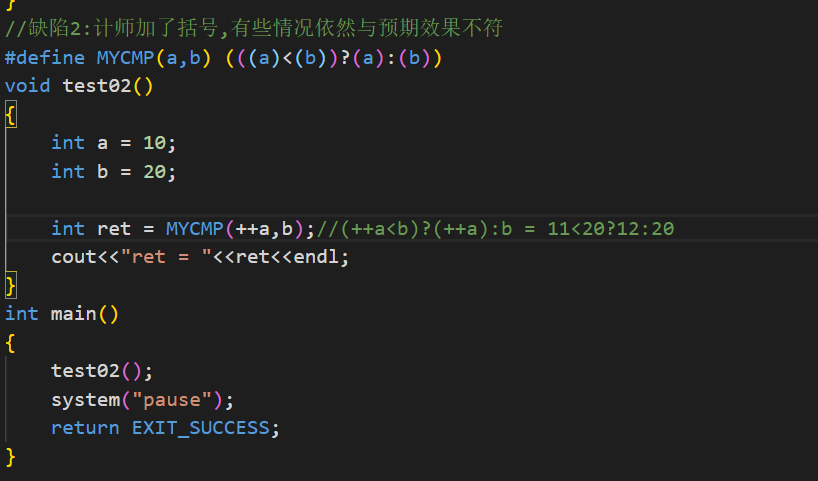 }
//缺陷2:计师加了括号,有些情况依然与预期效果不符
#define MYCMP(a,b) (((a)<(b))?(a):(b))
void test02()
{
    int a = 10;
    int b = 20;
    int ret = MYCMP(++a,b);//(++a<b)?(++a):b = 11<20?12:20
    cout<<"ret = "<<ret<<endl;
}
int main()
{
    test02();
    system("pause");
    return EXIT_SUCCESS;
}